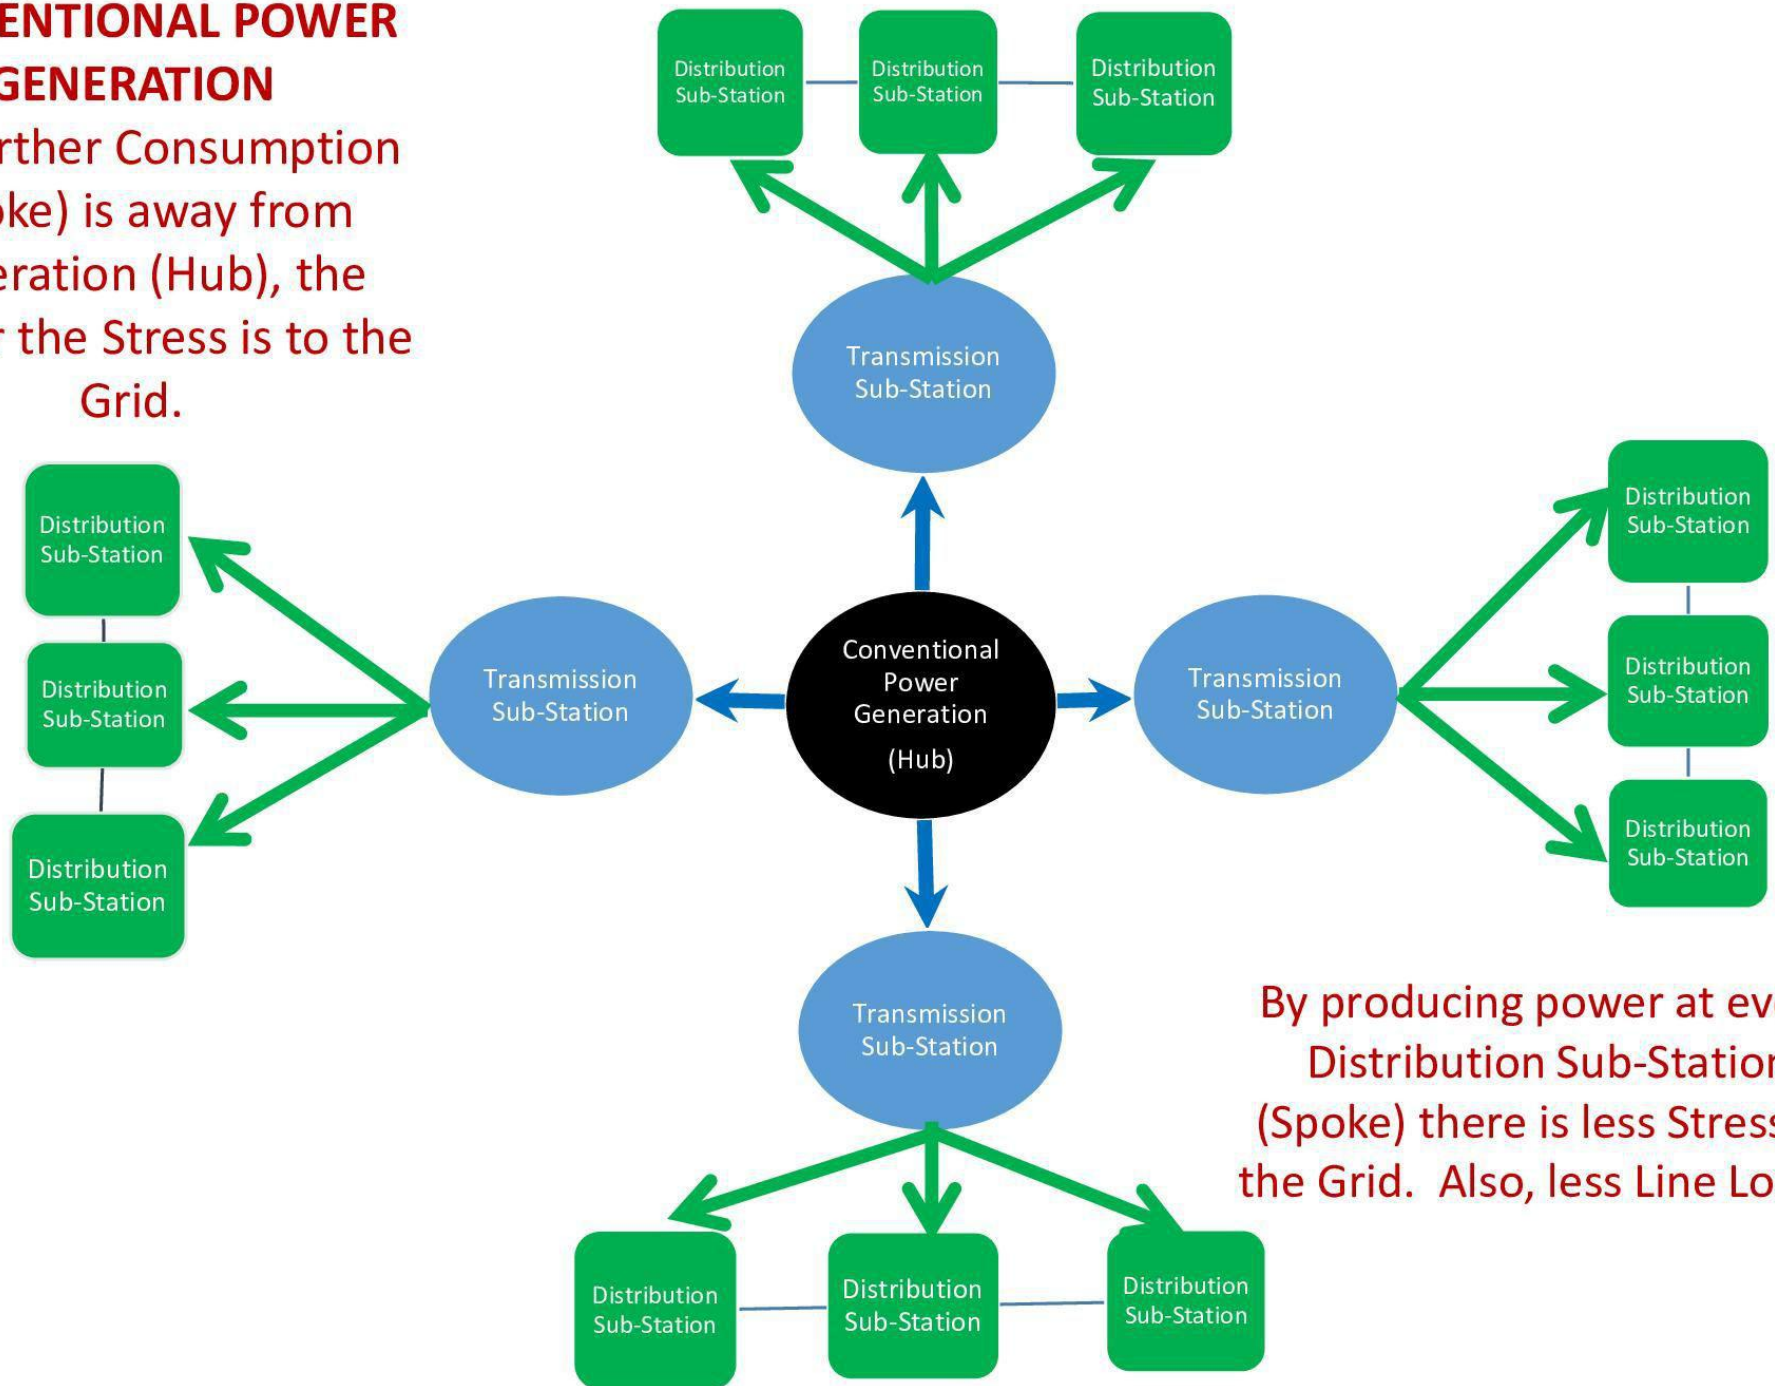 ENTIONAL POWER
GENERATION
rther Consumption
ke) is away from
eration (Hub), the
r the Stress is to the
Grid.
Distribution
Sub-Station
Distribution
Sub-Station
Distribution
Sub-Station
Transmission
Sub-Station
Distribution
Sub-Station
Distribution
Sub-Station
Distribution
Sub-Station
Transmission
Sub-Station
Conventional
Power
Generation
(Hub)
Transmission
Sub-Station
Distribution
Sub-Station
Distribution
Sub-Station
Distribution
Sub-Station
Transmission
Sub-Station
By producing power at ev
Distribution Sub-Station
(Spoke) there is less Stress
the Grid. Also, less Line Lo
Distribution
Sub-Station
Distribution
Sub-Station
Distribution
Sub-Station